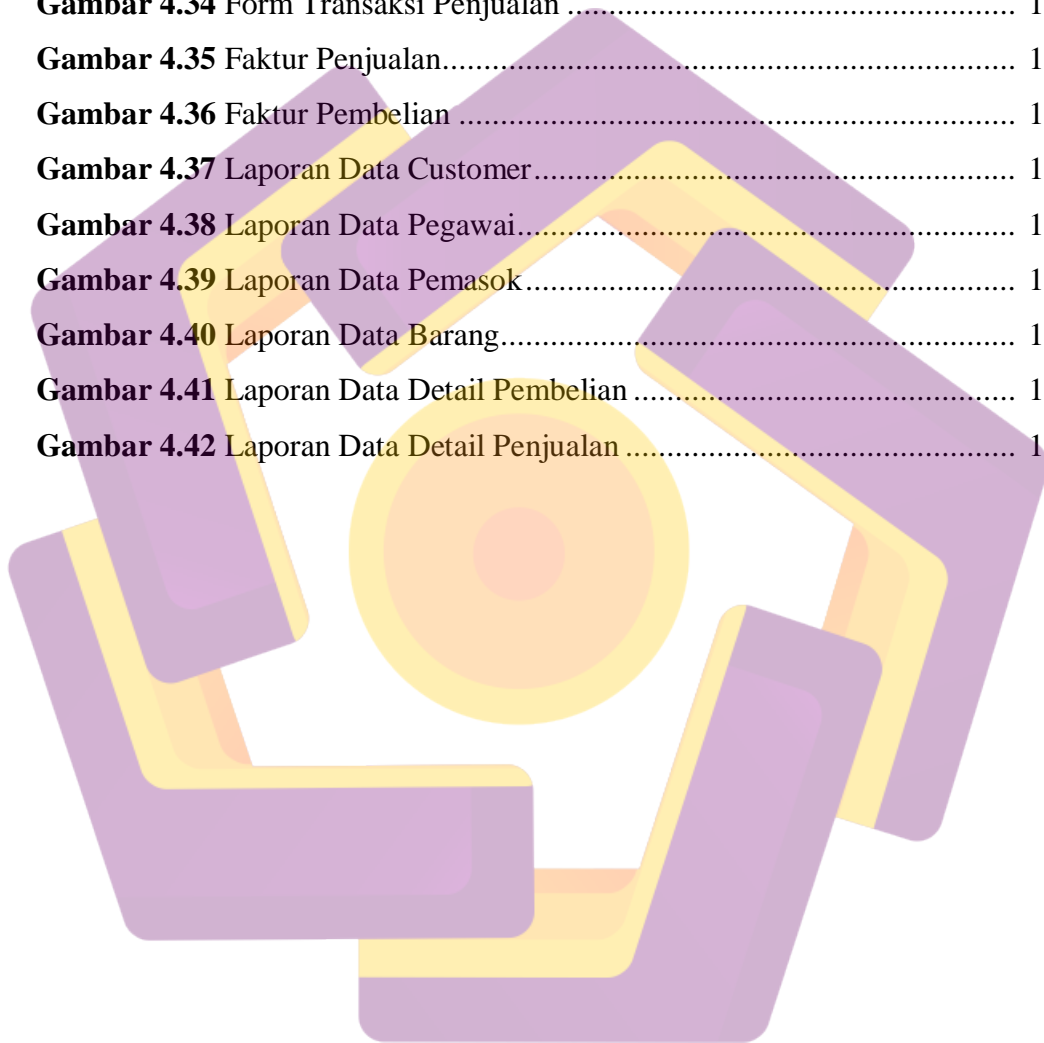 Gambar 4.34 Form Transaksi Penjualan ........................................................ 1
Gambar 4.35 Faktur Penjualan....................................................................... 1
Gambar 4.36 Faktur Pembelian ..................................................................... 1
Gambar 4.37 Laporan Data Customer............................................................ 1
Gambar 4.38 Laporan Data Pegawai.............................................................. 1
Gambar 4.39 Laporan Data Pemasok............................................................. 1
Gambar 4.40 Laporan Data Barang................................................................ 1
Gambar 4.41 Laporan Data Detail Pembelian ............................................... 1
Gambar 4.42 Laporan Data Detail Penjualan ................................................ 1